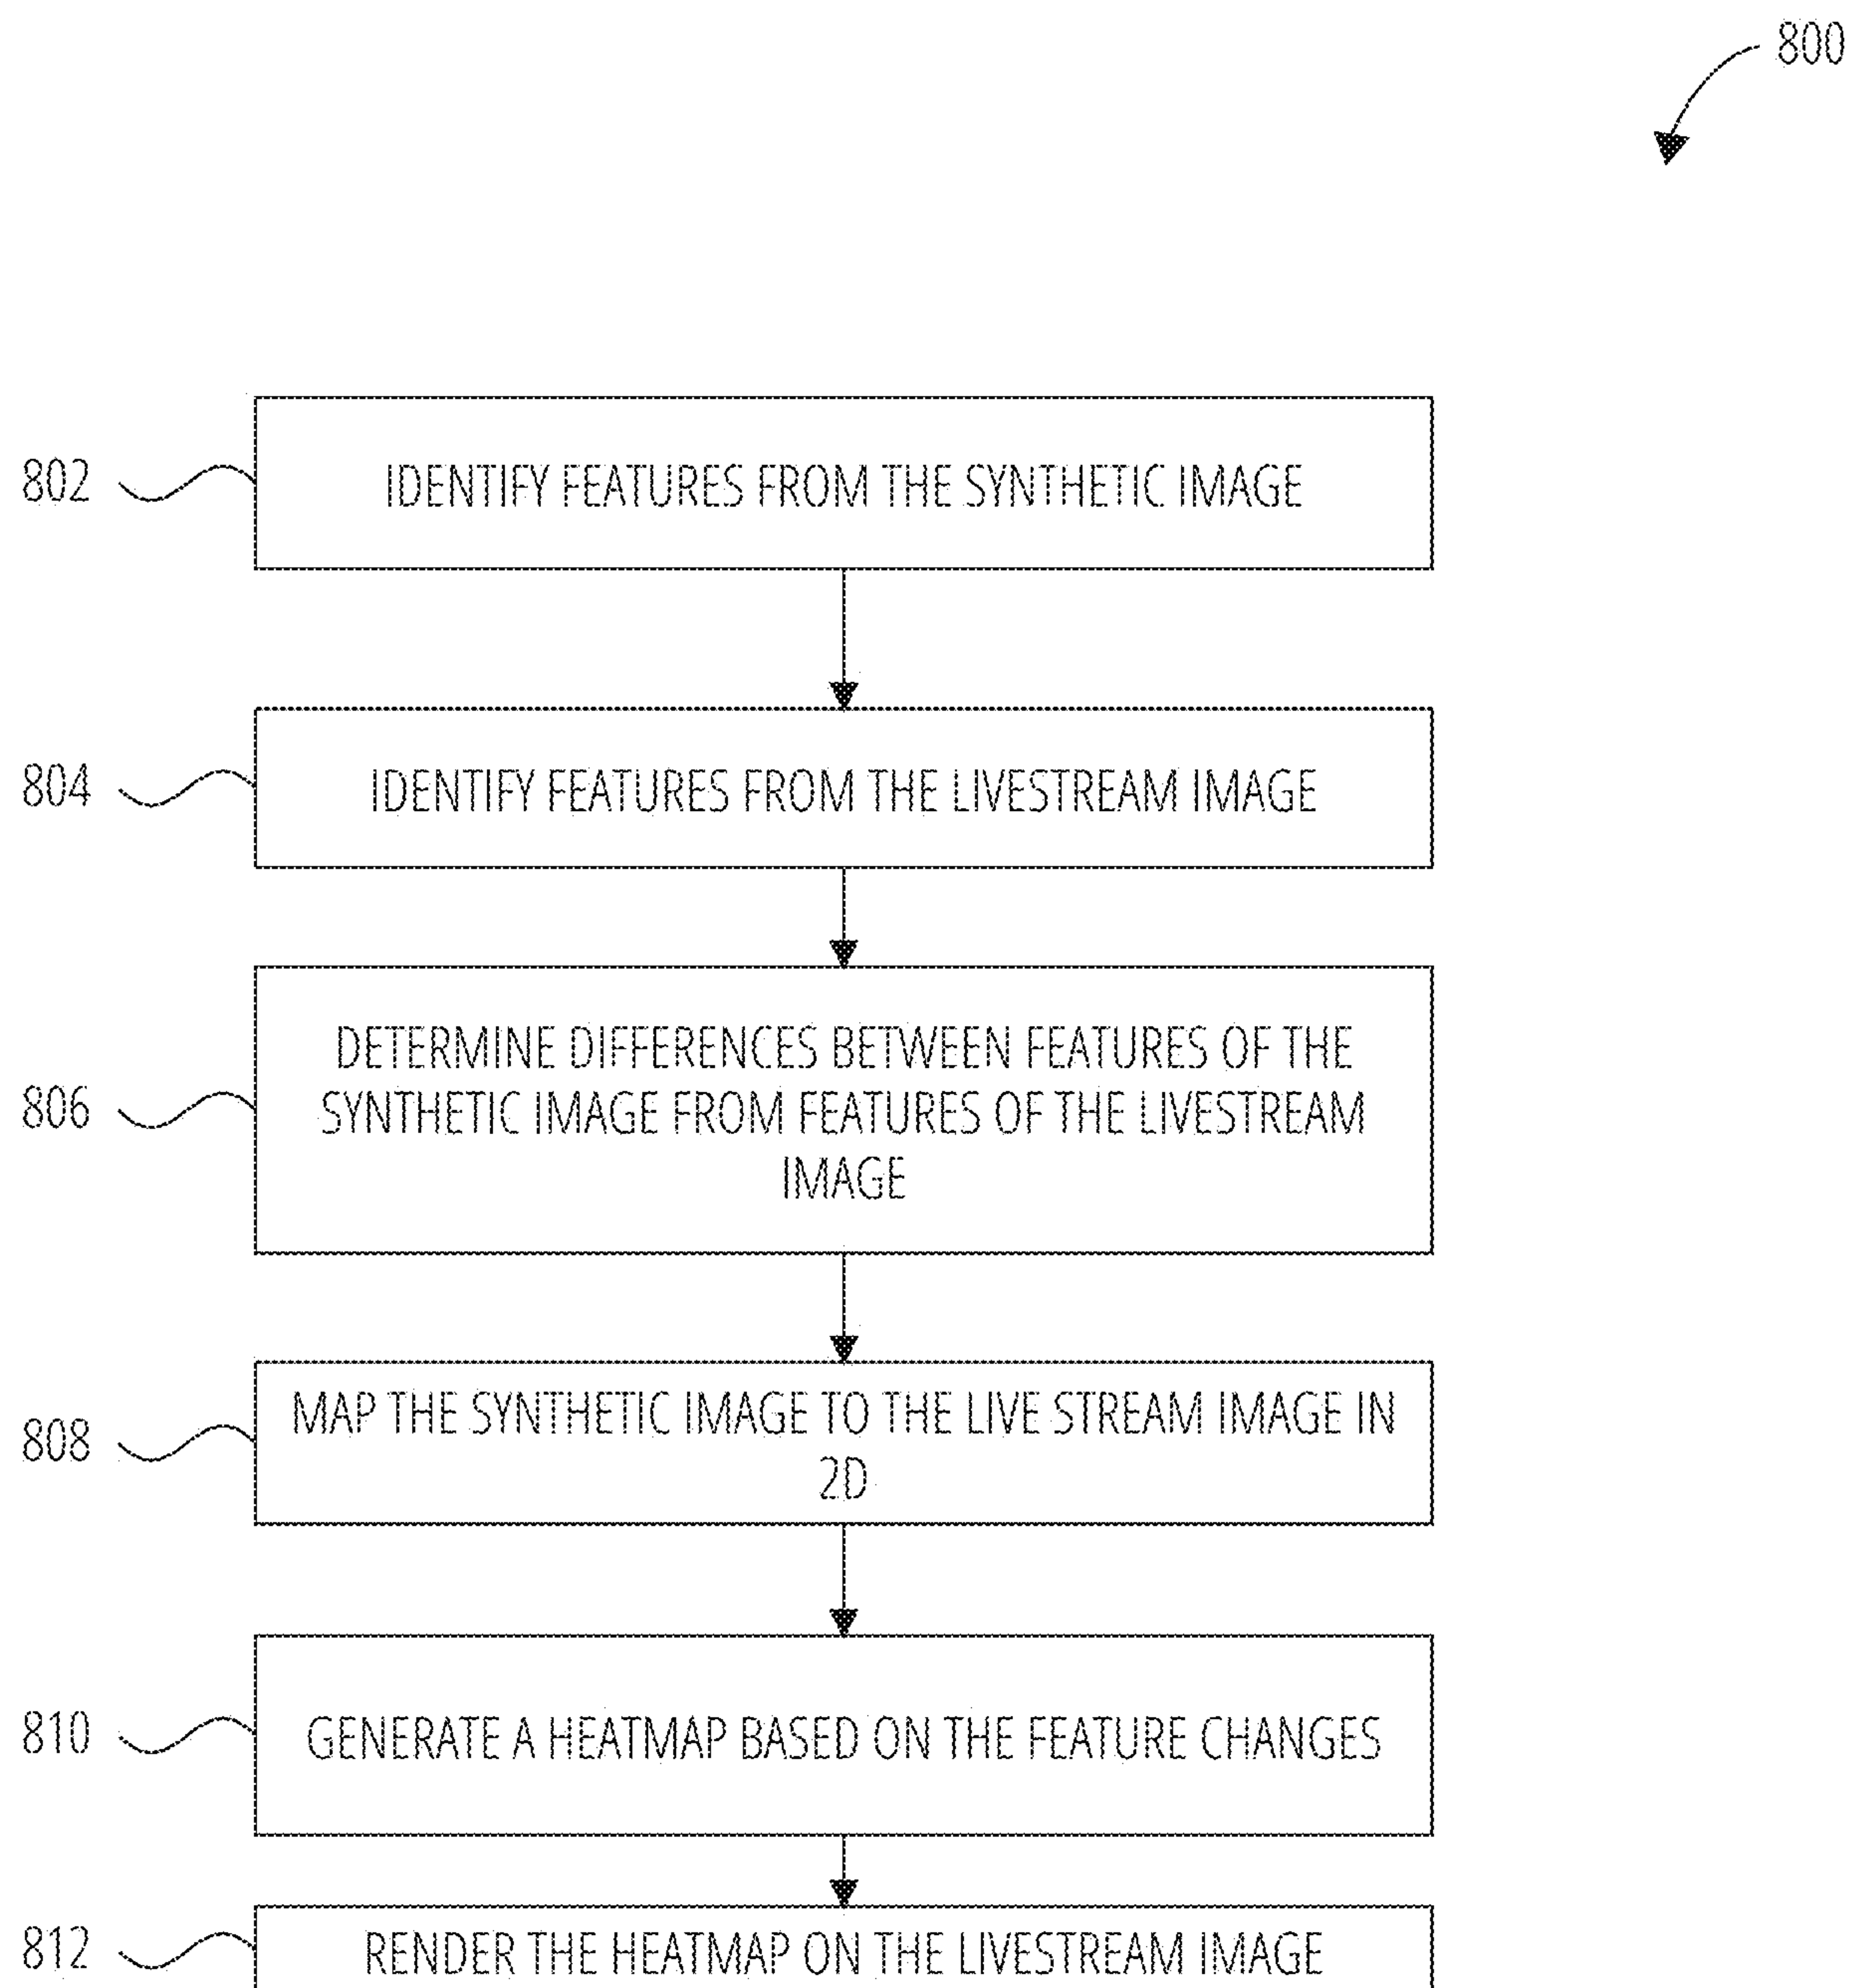 800
802
IDENTIFY FEATURES FROM THE SYNTHETIC IMAGE
804
IDENTIFY FEATURES FROM THE LIVESTREAM IMAGE
806
DETERMINE DIFFERENCES BETWEEN FEATURES OF THE
SYNTHETIC IMAGE FROM FEATURES OF THE LIVESTREAM
IMAGE
808
MAP THE SYNTHETIC IMAGE TO THE LIVE STREAM IMAGE IN
2D
810
GENERATE A HEATMAP BASED ON THE FEATURE CHANGES
812
RENDER THE HEATMAP ON THE LIVESTREAM IMAGE